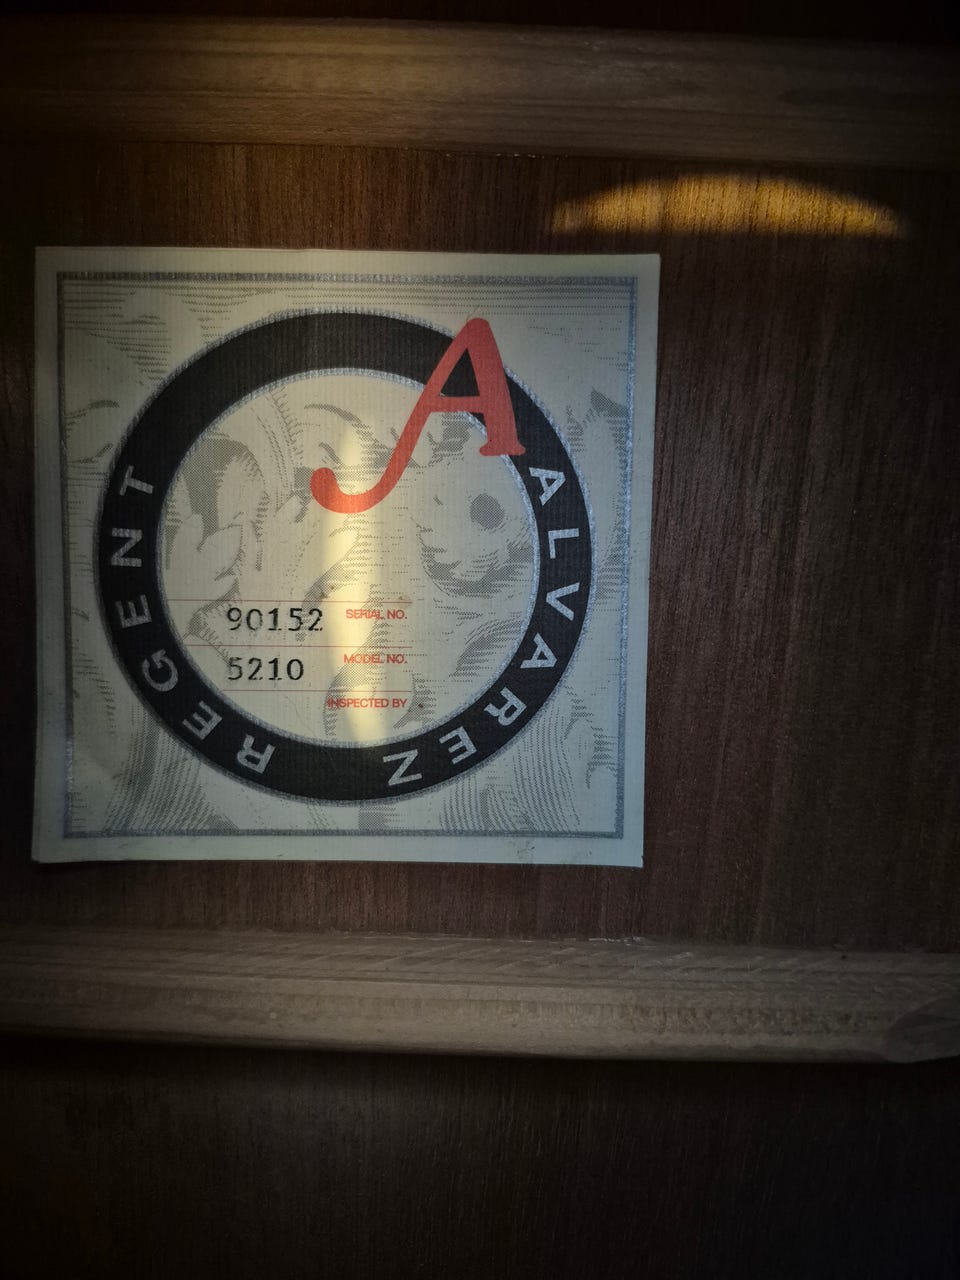 A
ALVAREZ REGENT
90152 SERIAL NO.
5210 MODEL NO.
INSPECTED BY